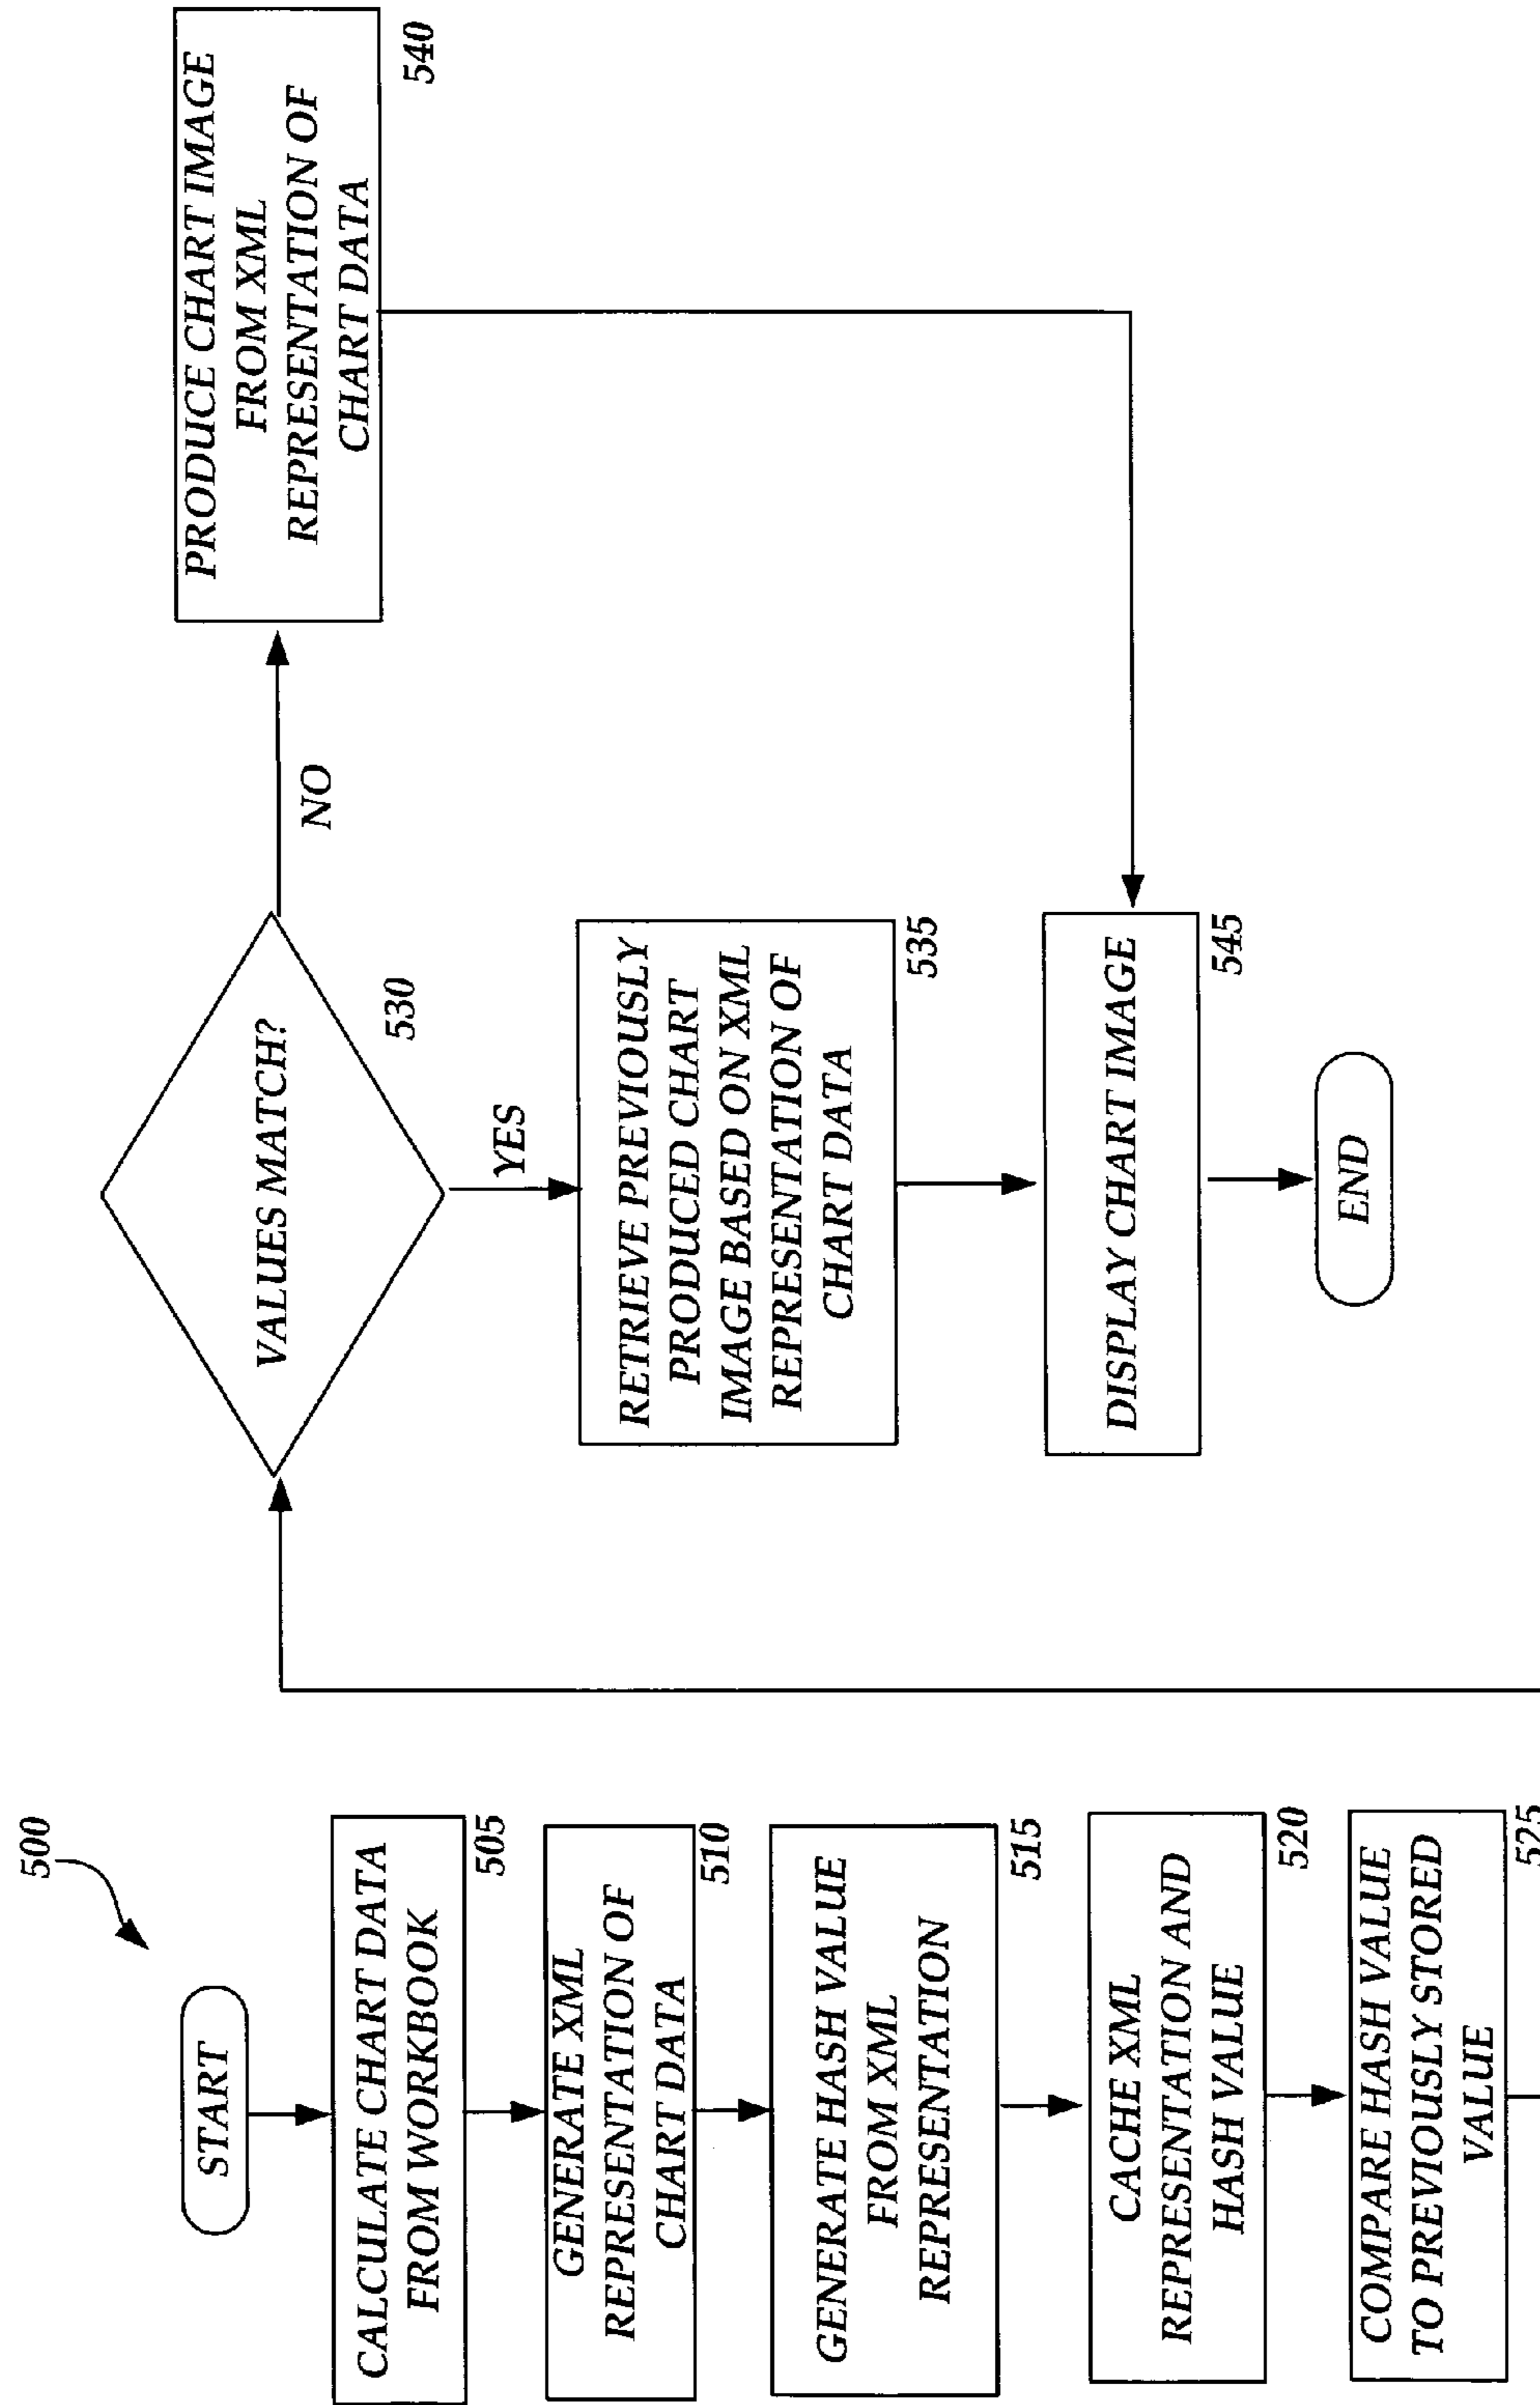 500
START
CALCULATE CHART DATA
FROM WORKBOOK
505
GENERATE XML
REPRESENTATION OF
CHART DATA
510
GENERATE HASH VALUE
FROM XML
REPRESENTATION
515
CACHE XML
REPRESENTATION AND
HASH VALUE
520
COMPARE HASH VALUE
TO PREVIOUSLY STORED
VALUE
525
VALUES MATCH?
530
YES
NO
RETRIEVE PREVIOUSLY
PRODUCED CHART
IMAGE BASED ON XML
REPRESENTATION OF
CHART DATA
535
PRODUCE CHART IMAGE
FROM XML
REPRESENTATION OF
CHART DATA
540
DISPLAY CHART IMAGE
545
END